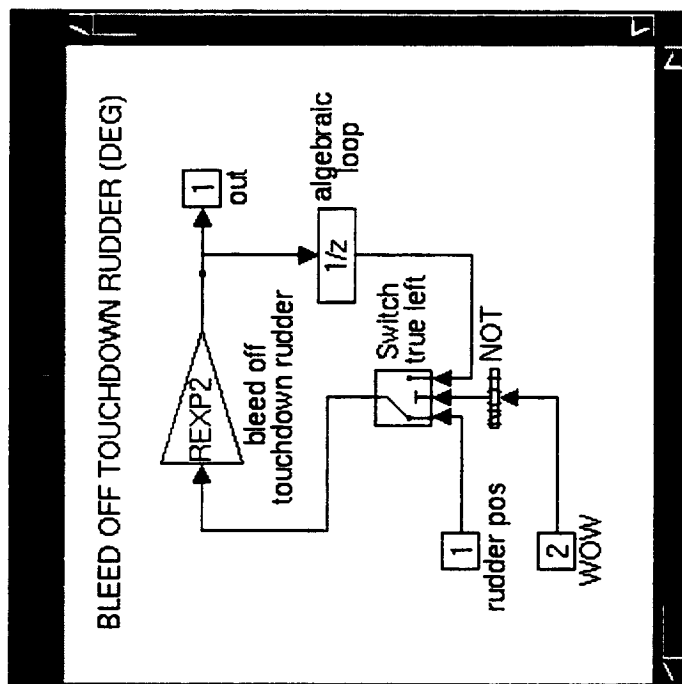 BLEED OFF TOUCHDOWN RUDDER (DEG)
1
out
REXP2
bleed off
touchdown rudder
algebraic
loop
1/z
Switch
true left
T
NOT
1
rudder pos
2
WOW